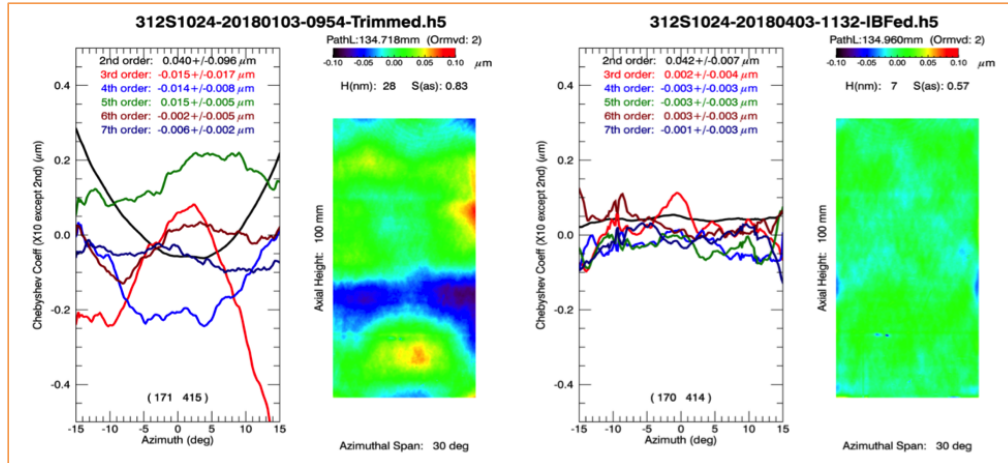 312S1024-20180103-0954-Trimmed.h5
PathL:134.718mm (Ormvd: 2)
-0.10 -0.05 0.00 0.05 0.10
μm
H(nm): 28 S(as): 0.83
2nd order: 0.040+/-0.096 μm
3rd order: -0.015+/-0.017 μm
4th order: -0.014+/-0.008 μm
5th order: 0.015+/-0.005 μm
6th order: -0.002+/-0.005 μm
7th order: -0.006+/-0.002 μm
Chebyshev Coeff (X10 except 2nd) (μm)
0.4
0.2
0.0
-0.2
-0.4
( 171 415 )
-15 -10 -5 0 5 10 15
Azimuth (deg)
Axial Height: 100 mm
Azimuthal Span: 30 deg
312S1024-20180403-1132-IBFed.h5
PathL:134.960mm (Ormvd: 2)
-0.10 -0.05 0.00 0.05 0.10
μm
H(nm): 7 S(as): 0.57
2nd order: 0.042+/-0.007 μm
3rd order: 0.002+/-0.004 μm
4th order: -0.003+/-0.003 μm
5th order: -0.003+/-0.003 μm
6th order: 0.003+/-0.003 μm
7th order: -0.001+/-0.003 μm
Chebyshev Coeff (X10 except 2nd) (μm)
0.4
0.2
0.0
-0.2
-0.4
( 170 414 )
-15 -10 -5 0 5 10 15
Azimuth (deg)
Axial Height: 100 mm
Azimuthal Span: 30 deg